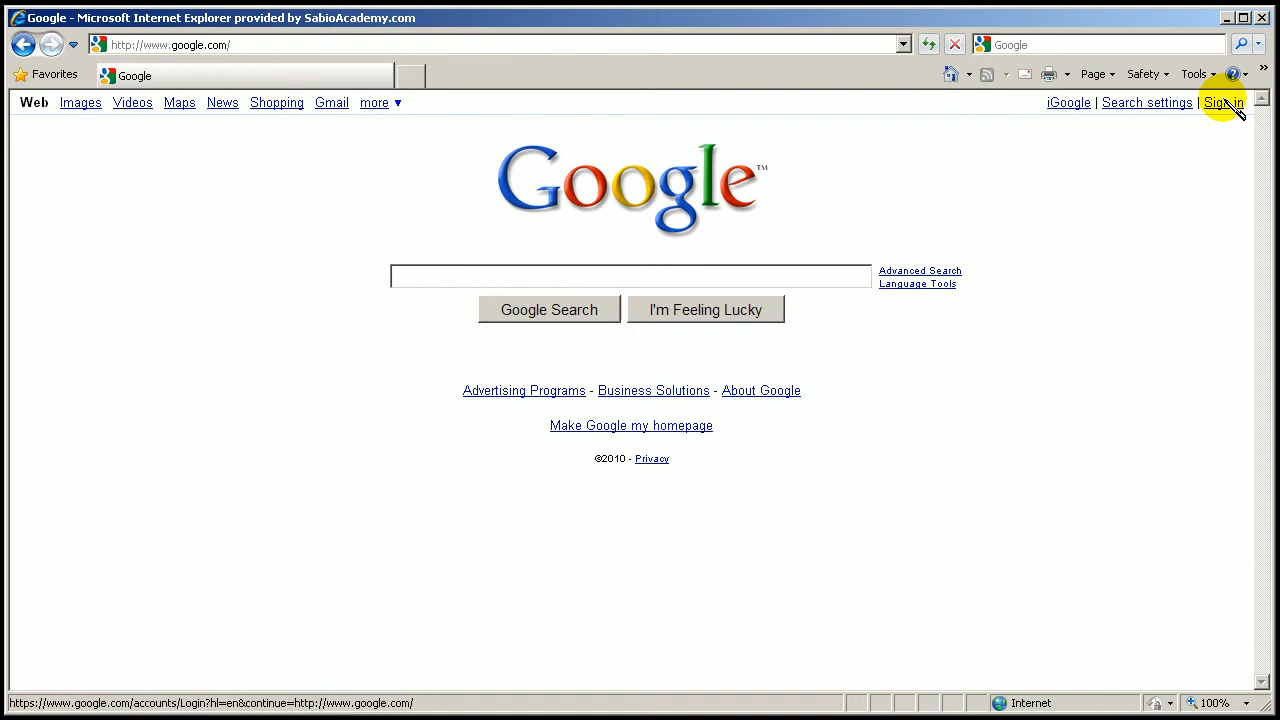 Google - Microsoft Internet Explorer provided by SabioAcademy.com
http://www.google.com/
Google
Favorites
Google
Page
Safety
Tools
Web Images Videos Maps News Shopping Gmail more ▼
iGoogle | Search settings | Sign in
Google™
Advanced Search
Language Tools
Google Search
I'm Feeling Lucky
Advertising Programs - Business Solutions - About Google
Make Google my homepage
©2010 - Privacy
https://www.google.com/accounts/Login?hl=en&continue=http://www.google.com/
Internet
100%